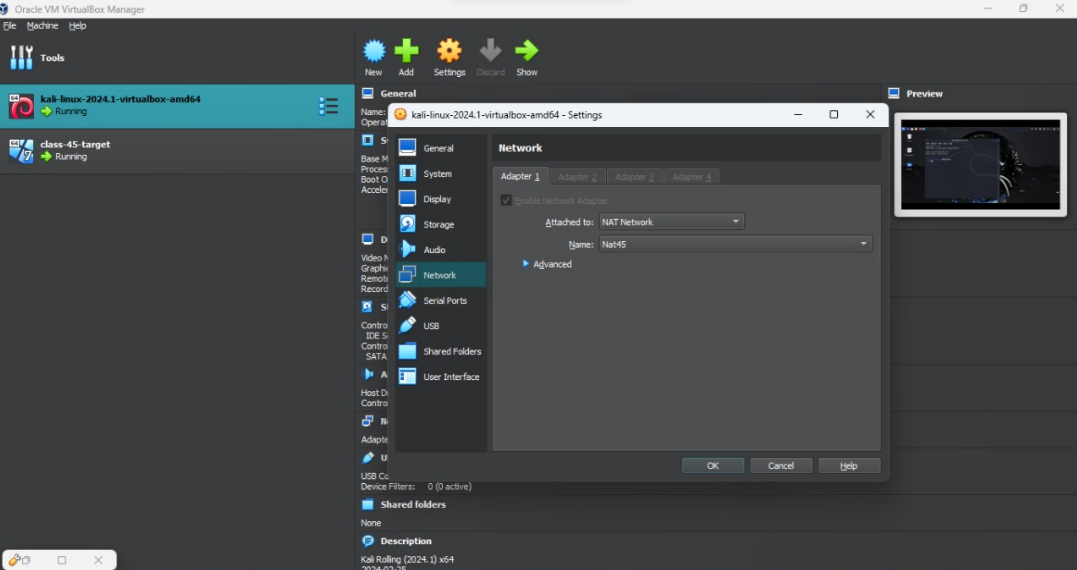 Oracle VM VirtualBox Manager
File Machine Help
Tools
New Add Settings Discard Show
kali-linux-2024.1-virtualbox-amd64
Running
class-45-target
Running
General
Preview
Name:
Operat
S
Base M
Proces
Boot O
Acceler
D
Video M
Graphi
Remot
Record
S
Contro
IDE S
Contro
SATA
A
Host D
Contro
N
Adapte
U
USB Co
Device Filters: 0 (0 active)
Shared folders
None
Description
Kali Rolling (2024.1) x64
2024-02-25
kali-linux-2024.1-virtualbox-amd64 - Settings
General
System
Display
Storage
Audio
Network
Serial Ports
USB
Shared Folders
User Interface
Network
Adapter 1 Adapter 2 Adapter 3 Adapter 4
Enable Network Adapter
Attached to: NAT Network
Name: Nat45
Advanced
OK Cancel Help